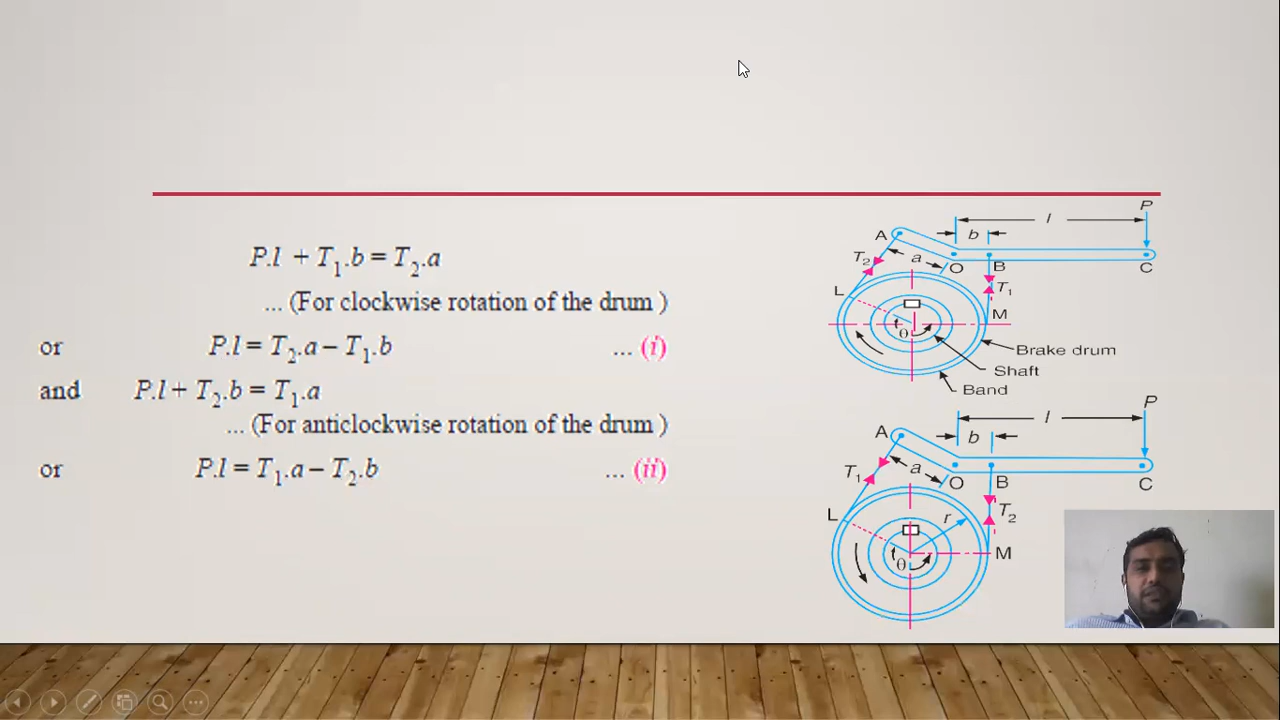 P.l + T₁.b = T₂.a
... (For clockwise rotation of the drum )
or P.l = T₂.a – T₁.b ... (i)
and P.l + T₂.b = T₁.a
... (For anticlockwise rotation of the drum )
or P.l = T₁.a – T₂.b ... (ii)
P
l
A b
T₂ a O B C
L T₁
M
θ
Brake drum
Shaft
Band
P
l
A b
T₁ a O B C
L r T₂
θ M